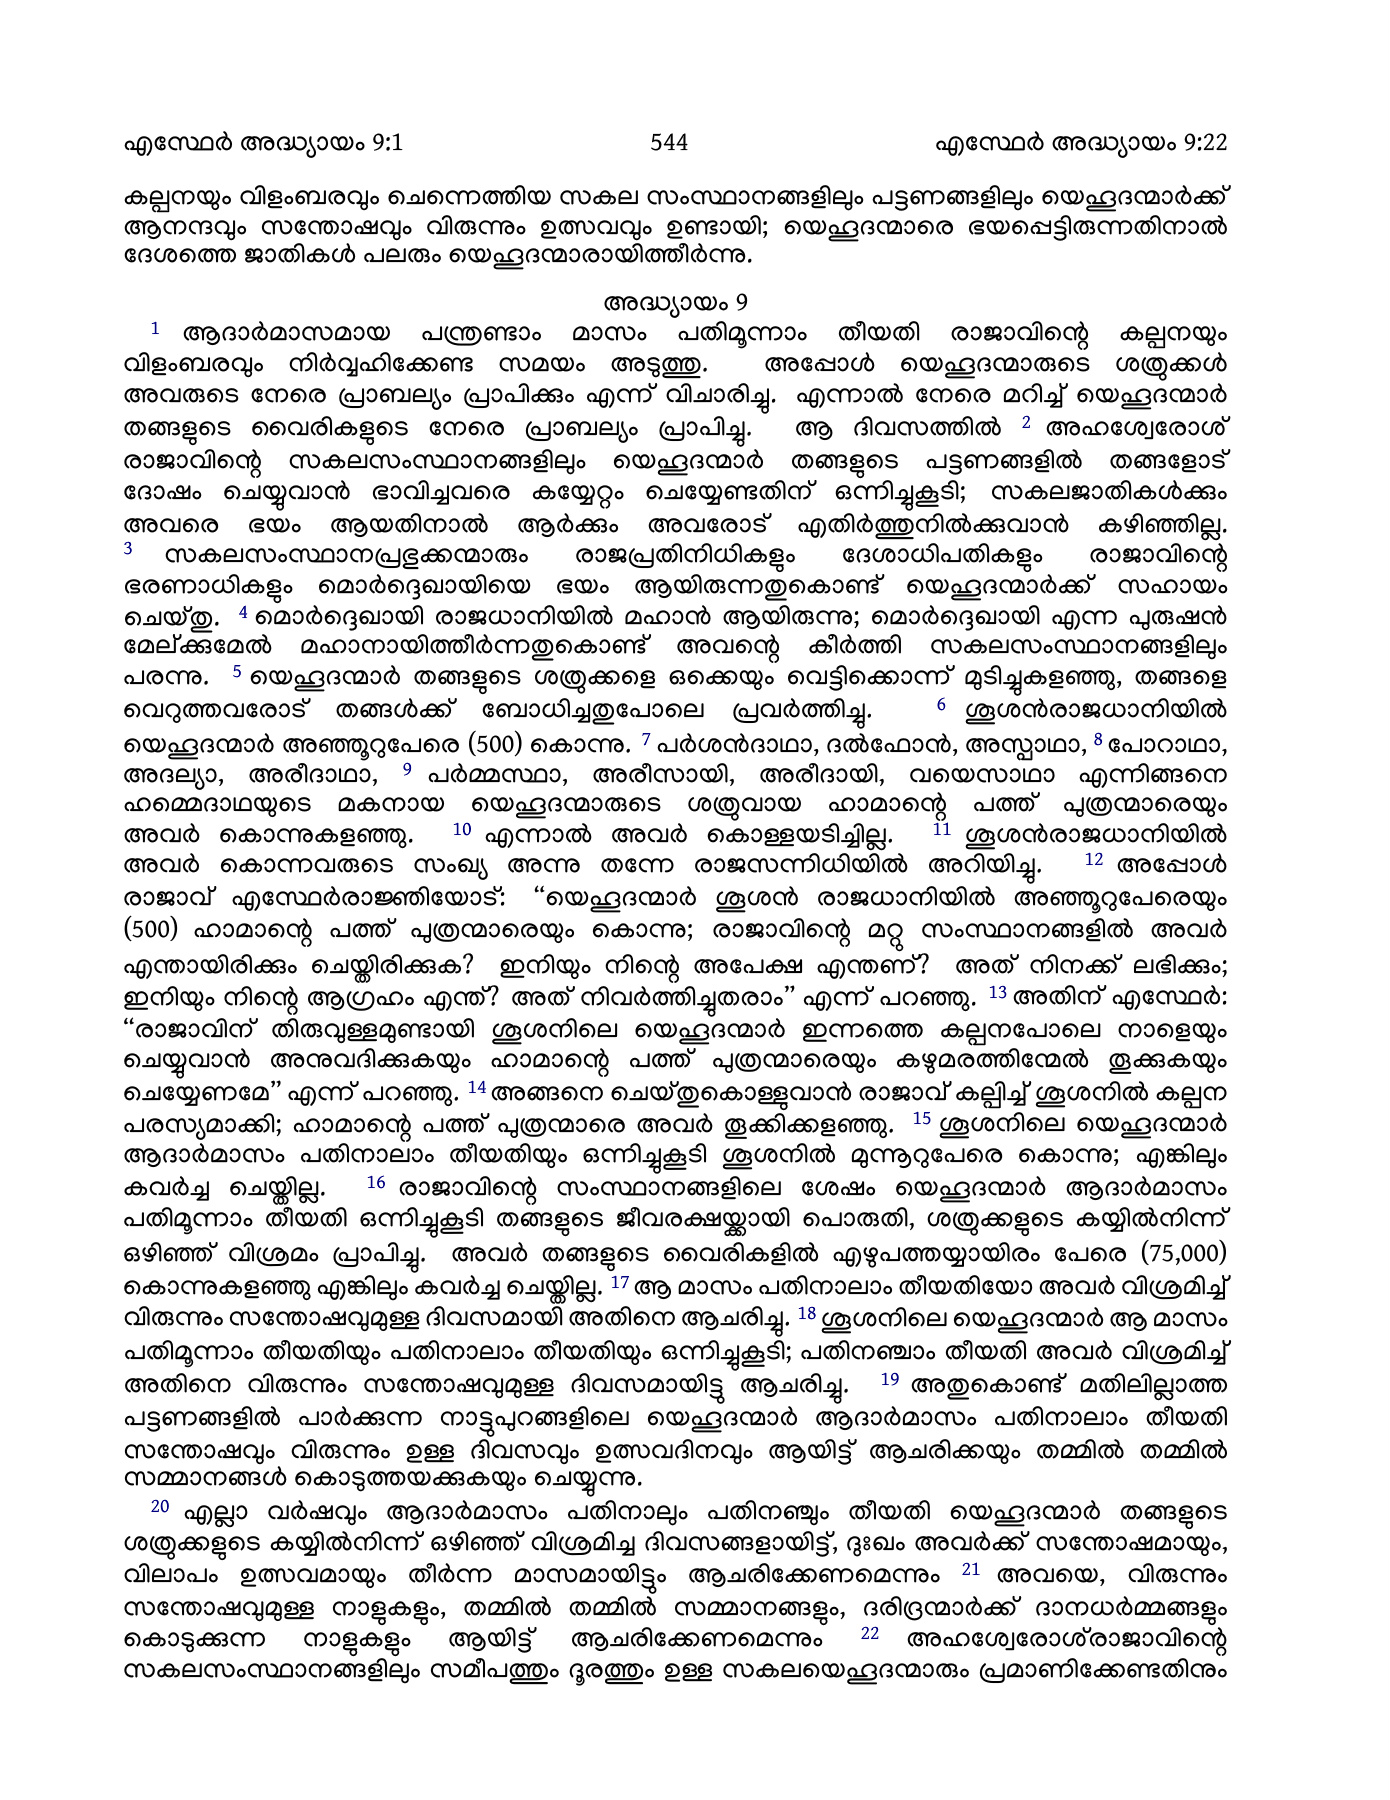 എസ്ഥേർ അദ്ധ്യായം 9:1 544 എസ്ഥേർ അദ്ധ്യായം 9:22
കല്പനയും വിളംബരവും ചെന്നെത്തിയ സകല സംസ്ഥാനങ്ങളിലും പട്ടണങ്ങളിലും യെഹൂദന്മാർക്ക്
ആനന്ദവും സന്തോഷവും വിരുന്നും ഉത്സവവും ഉണ്ടായി; യെഹൂദന്മാരെ ഭയപ്പെട്ടിരുന്നതിനാൽ
ദേശത്തെ ജാതികൾ പലരും യെഹൂദന്മാരായിത്തീർന്നു.
അദ്ധ്യായം 9
1 ആദാർമാസമായ പന്ത്രണ്ടാം മാസം പതിമൂന്നാം തീയതി രാജാവിന്റെ കല്പനയും
വിളംബരവും നിർവ്വഹിക്കേണ്ട സമയം അടുത്തു. അപ്പോൾ യെഹൂദന്മാരുടെ ശത്രുക്കൾ
അവരുടെ നേരെ പ്രാബല്യം പ്രാപിക്കും എന്ന് വിചാരിച്ചു. എന്നാൽ നേരെ മറിച്ച് യെഹൂദന്മാർ
തങ്ങളുടെ വൈരികളുടെ നേരെ പ്രാബല്യം പ്രാപിച്ചു. ആ ദിവസത്തിൽ 2 അഹശ്വേരോശ്
രാജാവിന്റെ സകലസംസ്ഥാനങ്ങളിലും യെഹൂദന്മാർ തങ്ങളുടെ പട്ടണങ്ങളിൽ തങ്ങളോട്
ദോഷം ചെയ്യുവാൻ ഭാവിച്ചവരെ കയ്യേറ്റം ചെയ്യേണ്ടതിന് ഒന്നിച്ചുകൂടി; സകലജാതികൾക്കും
അവരെ ഭയം ആയതിനാൽ ആർക്കും അവരോട് എതിർത്തുനിൽക്കുവാൻ കഴിഞ്ഞില്ല.
3 സകലസംസ്ഥാനപ്രഭുക്കന്മാരും രാജപ്രതിനിധികളും ദേശാധിപതികളും രാജാവിന്റെ
ഭരണാധികളും മൊർദ്ദെഖായിയെ ഭയം ആയിരുന്നതുകൊണ്ട് യെഹൂദന്മാർക്ക് സഹായം
ചെയ്തു. 4 മൊർദ്ദെഖായി രാജധാനിയിൽ മഹാൻ ആയിരുന്നു; മൊർദ്ദെഖായി എന്ന പുരുഷൻ
മേല്ക്കുമേൽ മഹാനായിത്തീർന്നതുകൊണ്ട് അവന്റെ കീർത്തി സകലസംസ്ഥാനങ്ങളിലും
പരന്നു. 5 യെഹൂദന്മാർ തങ്ങളുടെ ശത്രുക്കളെ ഒക്കെയും വെട്ടിക്കൊന്ന് മുടിച്ചുകളഞ്ഞു, തങ്ങളെ
വെറുത്തവരോട് തങ്ങൾക്ക് ബോധിച്ചതുപോലെ പ്രവർത്തിച്ചു. 6 ശൂശൻരാജധാനിയിൽ
യെഹൂദന്മാർ അഞ്ഞൂറുപേരെ (500) കൊന്നു. 7 പർശൻദാഥാ, ദൽഫോൻ, അസ്പാഥാ, 8 പോറാഥാ,
അദല്യാ, അരീദാഥാ, 9 പർമ്മസ്ഥാ, അരീസായി, അരീദായി, വയെസാഥാ എന്നിങ്ങനെ
ഹമ്മെദാഥയുടെ മകനായ യെഹൂദന്മാരുടെ ശത്രുവായ ഹാമാന്റെ പത്ത് പുത്രന്മാരെയും
അവർ കൊന്നുകളഞ്ഞു. 10 എന്നാൽ അവർ കൊള്ളയടിച്ചില്ല. 11 ശൂശൻരാജധാനിയിൽ
അവർ കൊന്നവരുടെ സംഖ്യ അന്നു തന്നേ രാജസന്നിധിയിൽ അറിയിച്ചു. 12 അപ്പോൾ
രാജാവ് എസ്ഥേർരാജ്ഞിയോട്: “യെഹൂദന്മാർ ശൂശൻ രാജധാനിയിൽ അഞ്ഞൂറുപേരെയും
(500) ഹാമാന്റെ പത്ത് പുത്രന്മാരെയും കൊന്നു; രാജാവിന്റെ മറ്റു സംസ്ഥാനങ്ങളിൽ അവർ
എന്തായിരിക്കും ചെയ്തിരിക്കുക? ഇനിയും നിന്റെ അപേക്ഷ എന്തണ്? അത് നിനക്ക് ലഭിക്കും;
ഇനിയും നിന്റെ ആഗ്രഹം എന്ത്? അത് നിവർത്തിച്ചുതരാം” എന്ന് പറഞ്ഞു. 13 അതിന് എസ്ഥേർ:
“രാജാവിന് തിരുവുള്ളമുണ്ടായി ശൂശനിലെ യെഹൂദന്മാർ ഇന്നത്തെ കല്പനപോലെ നാളെയും
ചെയ്യുവാൻ അനുവദിക്കുകയും ഹാമാന്റെ പത്ത് പുത്രന്മാരെയും കഴുമരത്തിന്മേൽ തൂക്കുകയും
ചെയ്യേണമേ” എന്ന് പറഞ്ഞു. 14 അങ്ങനെ ചെയ്തുകൊള്ളുവാൻ രാജാവ് കല്പിച്ച് ശൂശനിൽ കല്പന
പരസ്യമാക്കി; ഹാമാന്റെ പത്ത് പുത്രന്മാരെ അവർ തൂക്കിക്കളഞ്ഞു. 15 ശൂശനിലെ യെഹൂദന്മാർ
ആദാർമാസം പതിനാലാം തീയതിയും ഒന്നിച്ചുകൂടി ശൂശനിൽ മുന്നൂറുപേരെ കൊന്നു; എങ്കിലും
കവർച്ച ചെയ്തില്ല. 16 രാജാവിന്റെ സംസ്ഥാനങ്ങളിലെ ശേഷം യെഹൂദന്മാർ ആദാർമാസം
പതിമൂന്നാം തീയതി ഒന്നിച്ചുകൂടി തങ്ങളുടെ ജീവരക്ഷയ്ക്കായി പൊരുതി, ശത്രുക്കളുടെ കയ്യിൽനിന്ന്
ഒഴിഞ്ഞ് വിശ്രമം പ്രാപിച്ചു. അവർ തങ്ങളുടെ വൈരികളിൽ എഴുപത്തയ്യായിരം പേരെ (75,000)
കൊന്നുകളഞ്ഞു എങ്കിലും കവർച്ച ചെയ്തില്ല. 17 ആ മാസം പതിനാലാം തീയതിയോ അവർ വിശ്രമിച്ച്
വിരുന്നും സന്തോഷവുമുള്ള ദിവസമായി അതിനെ ആചരിച്ചു. 18 ശൂശനിലെ യെഹൂദന്മാർ ആ മാസം
പതിമൂന്നാം തീയതിയും പതിനാലാം തീയതിയും ഒന്നിച്ചുകൂടി; പതിനഞ്ചാം തീയതി അവർ വിശ്രമിച്ച്
അതിനെ വിരുന്നും സന്തോഷവുമുള്ള ദിവസമായിട്ടു ആചരിച്ചു. 19 അതുകൊണ്ട് മതിലില്ലാത്ത
പട്ടണങ്ങളിൽ പാർക്കുന്ന നാട്ടുപുറങ്ങളിലെ യെഹൂദന്മാർ ആദാർമാസം പതിനാലാം തീയതി
സന്തോഷവും വിരുന്നും ഉള്ള ദിവസവും ഉത്സവദിനവും ആയിട്ട് ആചരിക്കയും തമ്മിൽ തമ്മിൽ
സമ്മാനങ്ങൾ കൊടുത്തയക്കുകയും ചെയ്യുന്നു.
20 എല്ലാ വർഷവും ആദാർമാസം പതിനാലും പതിനഞ്ചും തീയതി യെഹൂദന്മാർ തങ്ങളുടെ
ശത്രുക്കളുടെ കയ്യിൽനിന്ന് ഒഴിഞ്ഞ് വിശ്രമിച്ച ദിവസങ്ങളായിട്ട്, ദുഃഖം അവർക്ക് സന്തോഷമായും,
വിലാപം ഉത്സവമായും തീർന്ന മാസമായിട്ടും ആചരിക്കേണമെന്നും 21 അവയെ, വിരുന്നും
സന്തോഷവുമുള്ള നാളുകളും, തമ്മിൽ തമ്മിൽ സമ്മാനങ്ങളും, ദരിദ്രന്മാർക്ക് ദാനധർമ്മങ്ങളും
കൊടുക്കുന്ന നാളുകളും ആയിട്ട് ആചരിക്കേണമെന്നും 22 അഹശ്വേരോശ്‌രാജാവിന്റെ
സകലസംസ്ഥാനങ്ങളിലും സമീപത്തും ദൂരത്തും ഉള്ള സകലയെഹൂദന്മാരും പ്രമാണിക്കേണ്ടതിനും